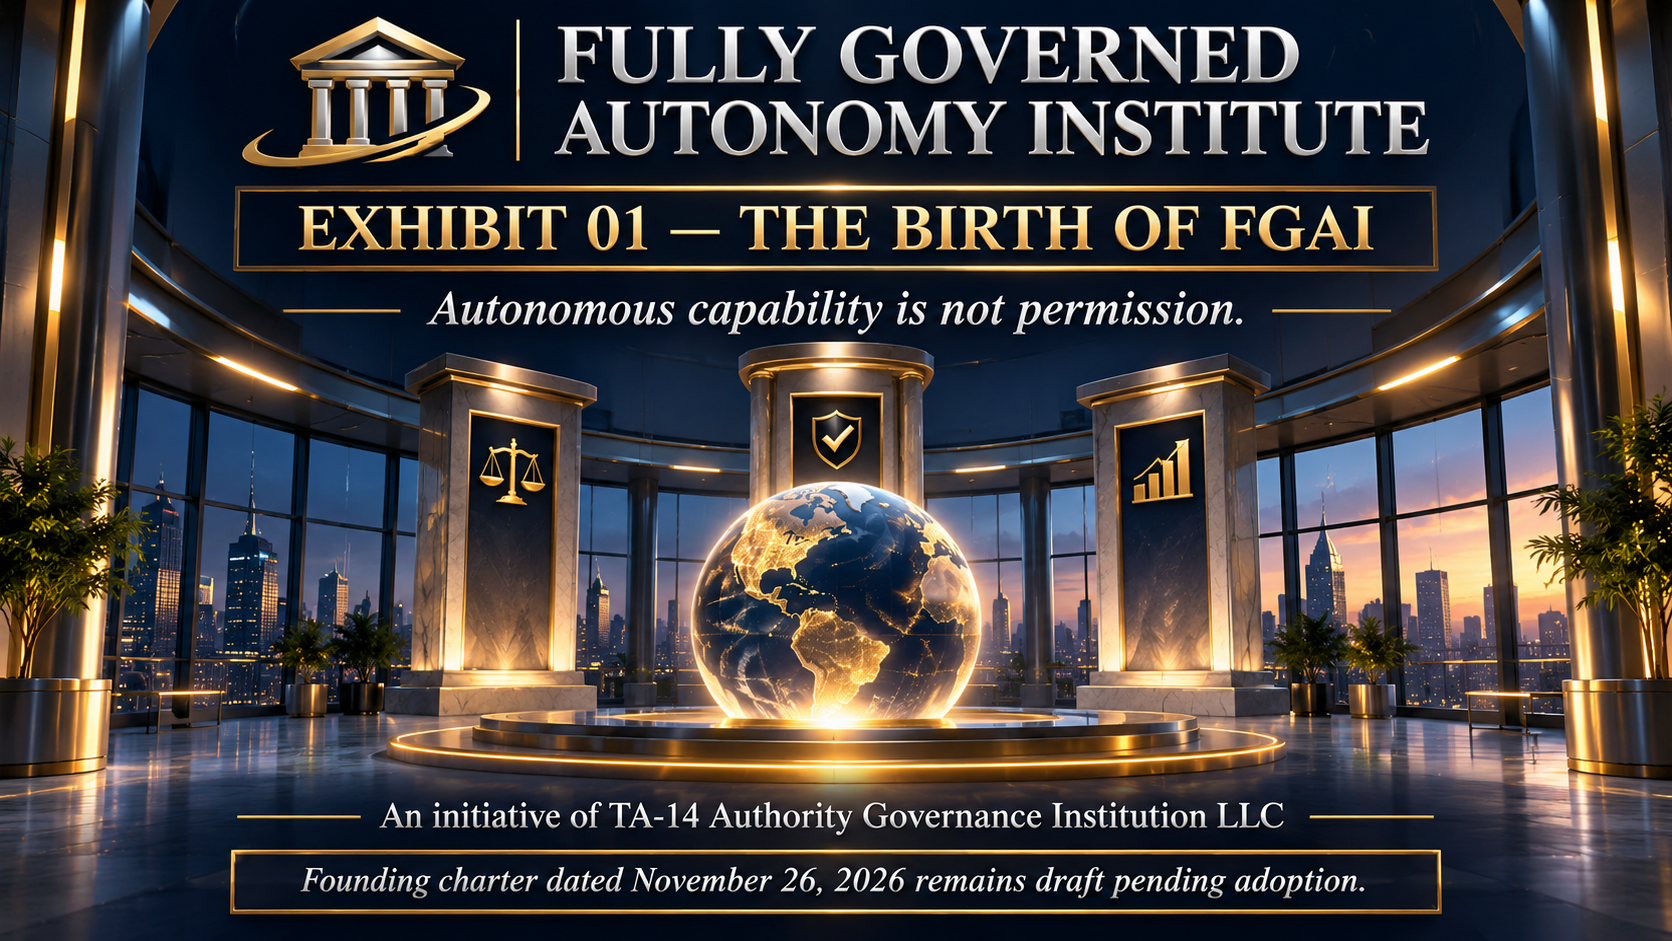 FULLY GOVERNED
AUTONOMY INSTITUTE
EXHIBIT 01 — THE BIRTH OF FGAI
Autonomous capability is not permission.
An initiative of TA-14 Authority Governance Institution LLC
Founding charter dated November 26, 2026 remains draft pending adoption.